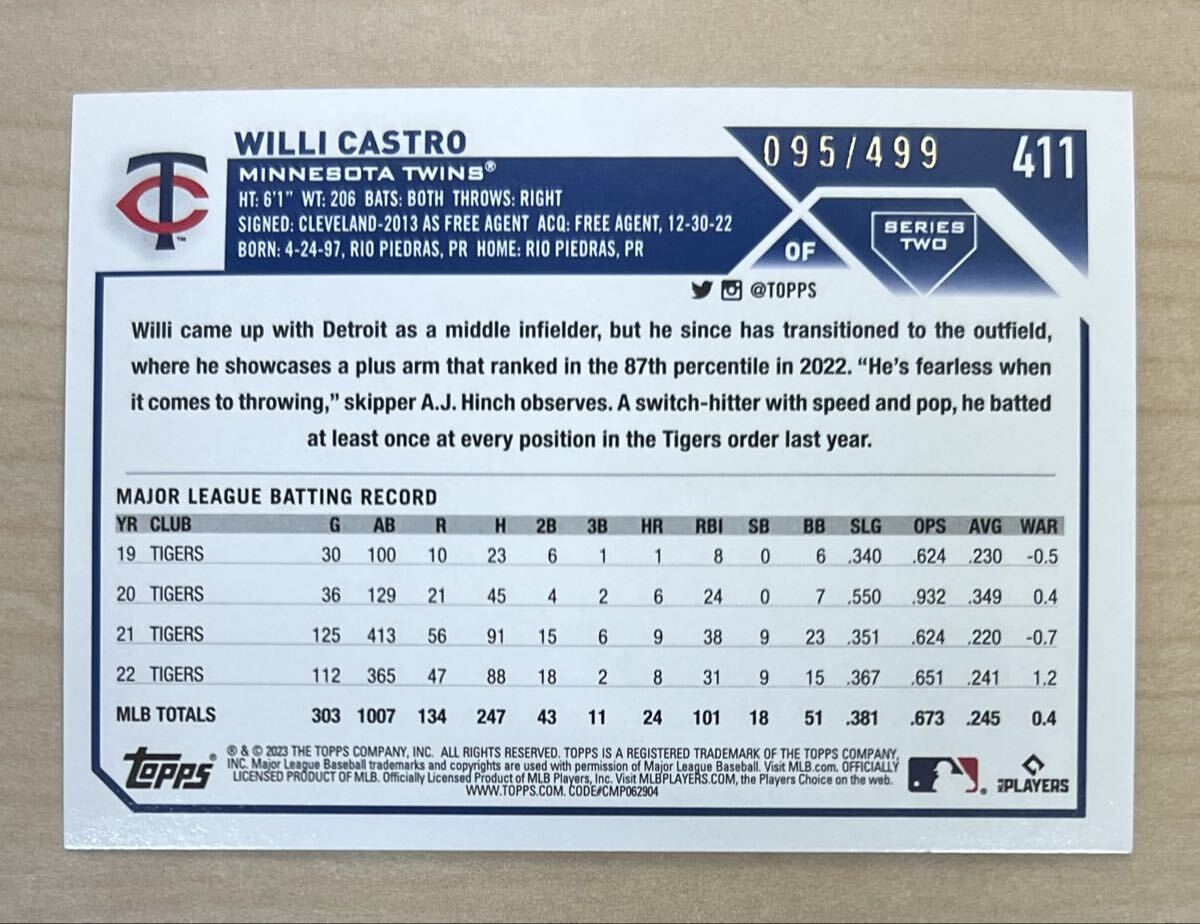 WILLI CASTRO
095/499
411
MINNESOTA TWINS®
HT: 6'1" WT: 206 BATS: BOTH THROWS: RIGHT
SIGNED: CLEVELAND-2013 AS FREE AGENT ACQ: FREE AGENT, 12-30-22
BORN: 4-24-97, RIO PIEDRAS, PR HOME: RIO PIEDRAS, PR
OF
SERIES
TWO
TC
™
@TOPPS
Willi came up with Detroit as a middle infielder, but he since has transitioned to the outfield,
where he showcases a plus arm that ranked in the 87th percentile in 2022. “He’s fearless when
it comes to throwing,” skipper A.J. Hinch observes. A switch-hitter with speed and pop, he batted
at least once at every position in the Tigers order last year.
MAJOR LEAGUE BATTING RECORD
YR CLUB G AB R H 2B 3B HR RBI SB BB SLG OPS AVG WAR
19 TIGERS 30 100 10 23 6 1 1 8 0 6 .340 .624 .230 -0.5
20 TIGERS 36 129 21 45 4 2 6 24 0 7 .550 .932 .349 0.4
21 TIGERS 125 413 56 91 15 6 9 38 9 23 .351 .624 .220 -0.7
22 TIGERS 112 365 47 88 18 2 8 31 9 15 .367 .651 .241 1.2
MLB TOTALS 303 1007 134 247 43 11 24 101 18 51 .381 .673 .245 0.4
topps®
® & © 2023 THE TOPPS COMPANY, INC. ALL RIGHTS RESERVED. TOPPS IS A REGISTERED TRADEMARK OF THE TOPPS COMPANY,
INC. Major League Baseball trademarks and copyrights are used with permission of Major League Baseball. Visit MLB.com. OFFICIALLY
LICENSED PRODUCT OF MLB. Officially Licensed Product of MLB Players, Inc. Visit MLBPLAYERS.COM, the Players Choice on the web.
WWW.TOPPS.COM. CODE#CMP062904
®
MLB PLAYERS